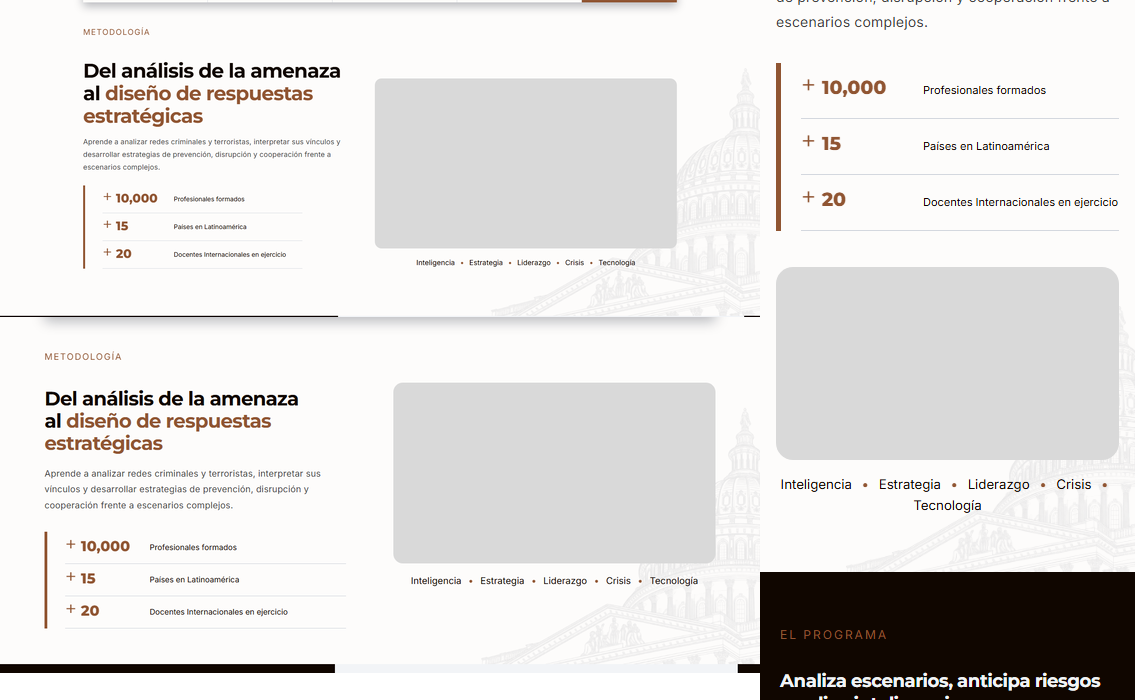 METODOLOGÍA
Del análisis de la amenaza
al diseño de respuestas
estratégicas
Aprende a analizar redes criminales y terroristas, interpretar sus vínculos y
desarrollar estrategias de prevención, disrupción y cooperación frente a
escenarios complejos.
+ 10,000 Profesionales formados
+ 15 Países en Latinoamérica
+ 20 Docentes Internacionales en ejercicio
Inteligencia • Estrategia • Liderazgo • Crisis • Tecnología
METODOLOGÍA
Del análisis de la amenaza
al diseño de respuestas
estratégicas
Aprende a analizar redes criminales y terroristas, interpretar sus
vínculos y desarrollar estrategias de prevención, disrupción y
cooperación frente a escenarios complejos.
+ 10,000 Profesionales formados
+ 15 Países en Latinoamérica
+ 20 Docentes Internacionales en ejercicio
Inteligencia • Estrategia • Liderazgo • Crisis • Tecnología
de prevención, disrupción y cooperación frente a
escenarios complejos.
+ 10,000 Profesionales formados
+ 15 Países en Latinoamérica
+ 20 Docentes Internacionales en ejercicio
Inteligencia • Estrategia • Liderazgo • Crisis •
Tecnología
EL PROGRAMA
Analiza escenarios, anticipa riesgos